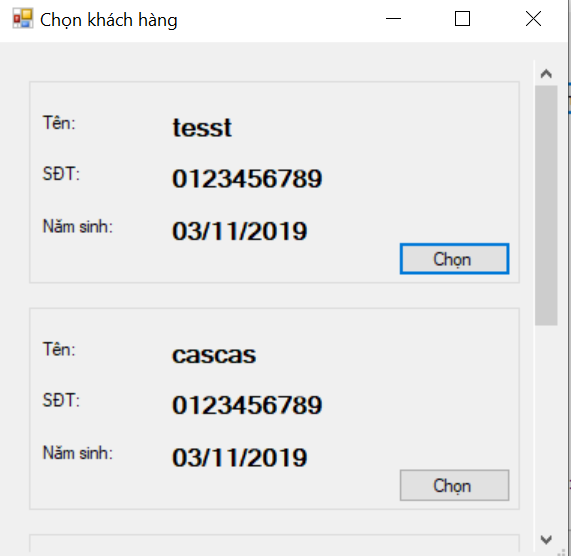 Chọn khách hàng
Tên: tesst
SĐT: 0123456789
Năm sinh: 03/11/2019
Chọn
Tên: cascas
SĐT: 0123456789
Năm sinh: 03/11/2019
Chọn